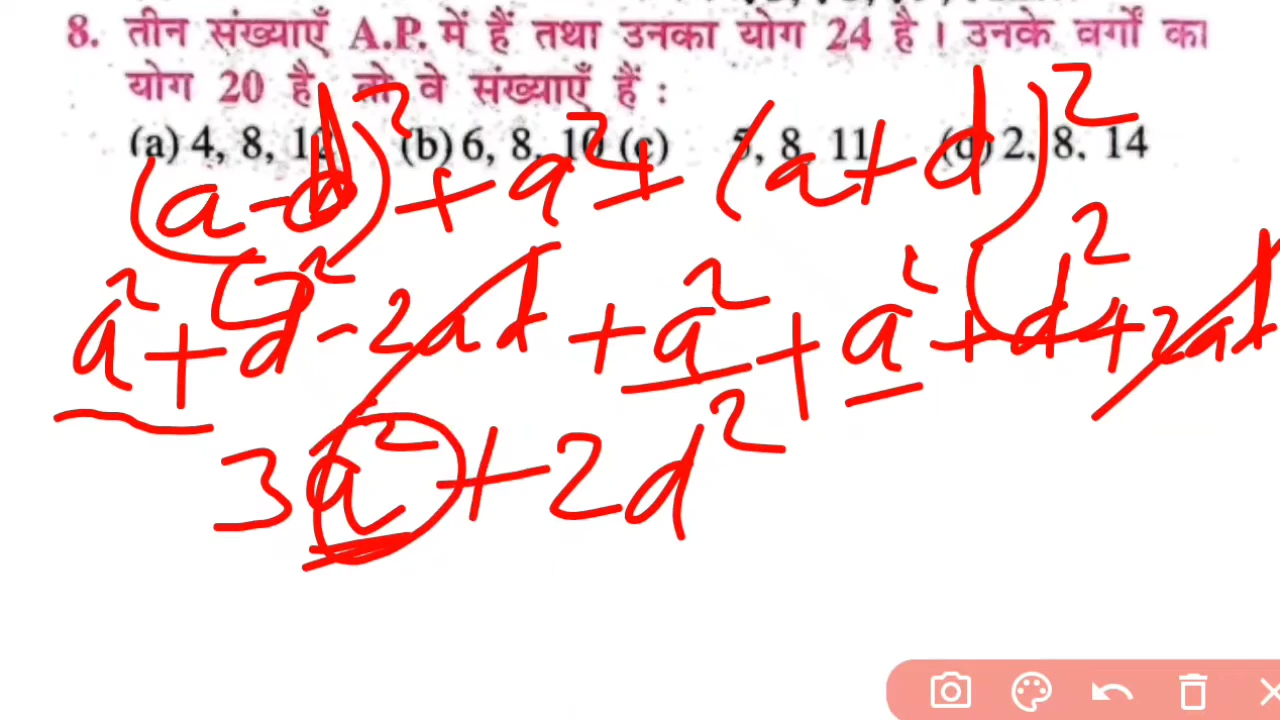 8. तीन संख्याएँ A.P. में हैं तथा उनका योग 24 है । उनके वर्गों का
योग 20 है, तो वे संख्याएँ हैं :
(a) 4, 8, 12 (b) 6, 8, 10 (c) 5, 8, 11 (d) 2, 8, 14
(a-d)² + a² + (a+d)²
a² + d² - 2ad + a² + a² + d² + 2ad
3a² + 2d²